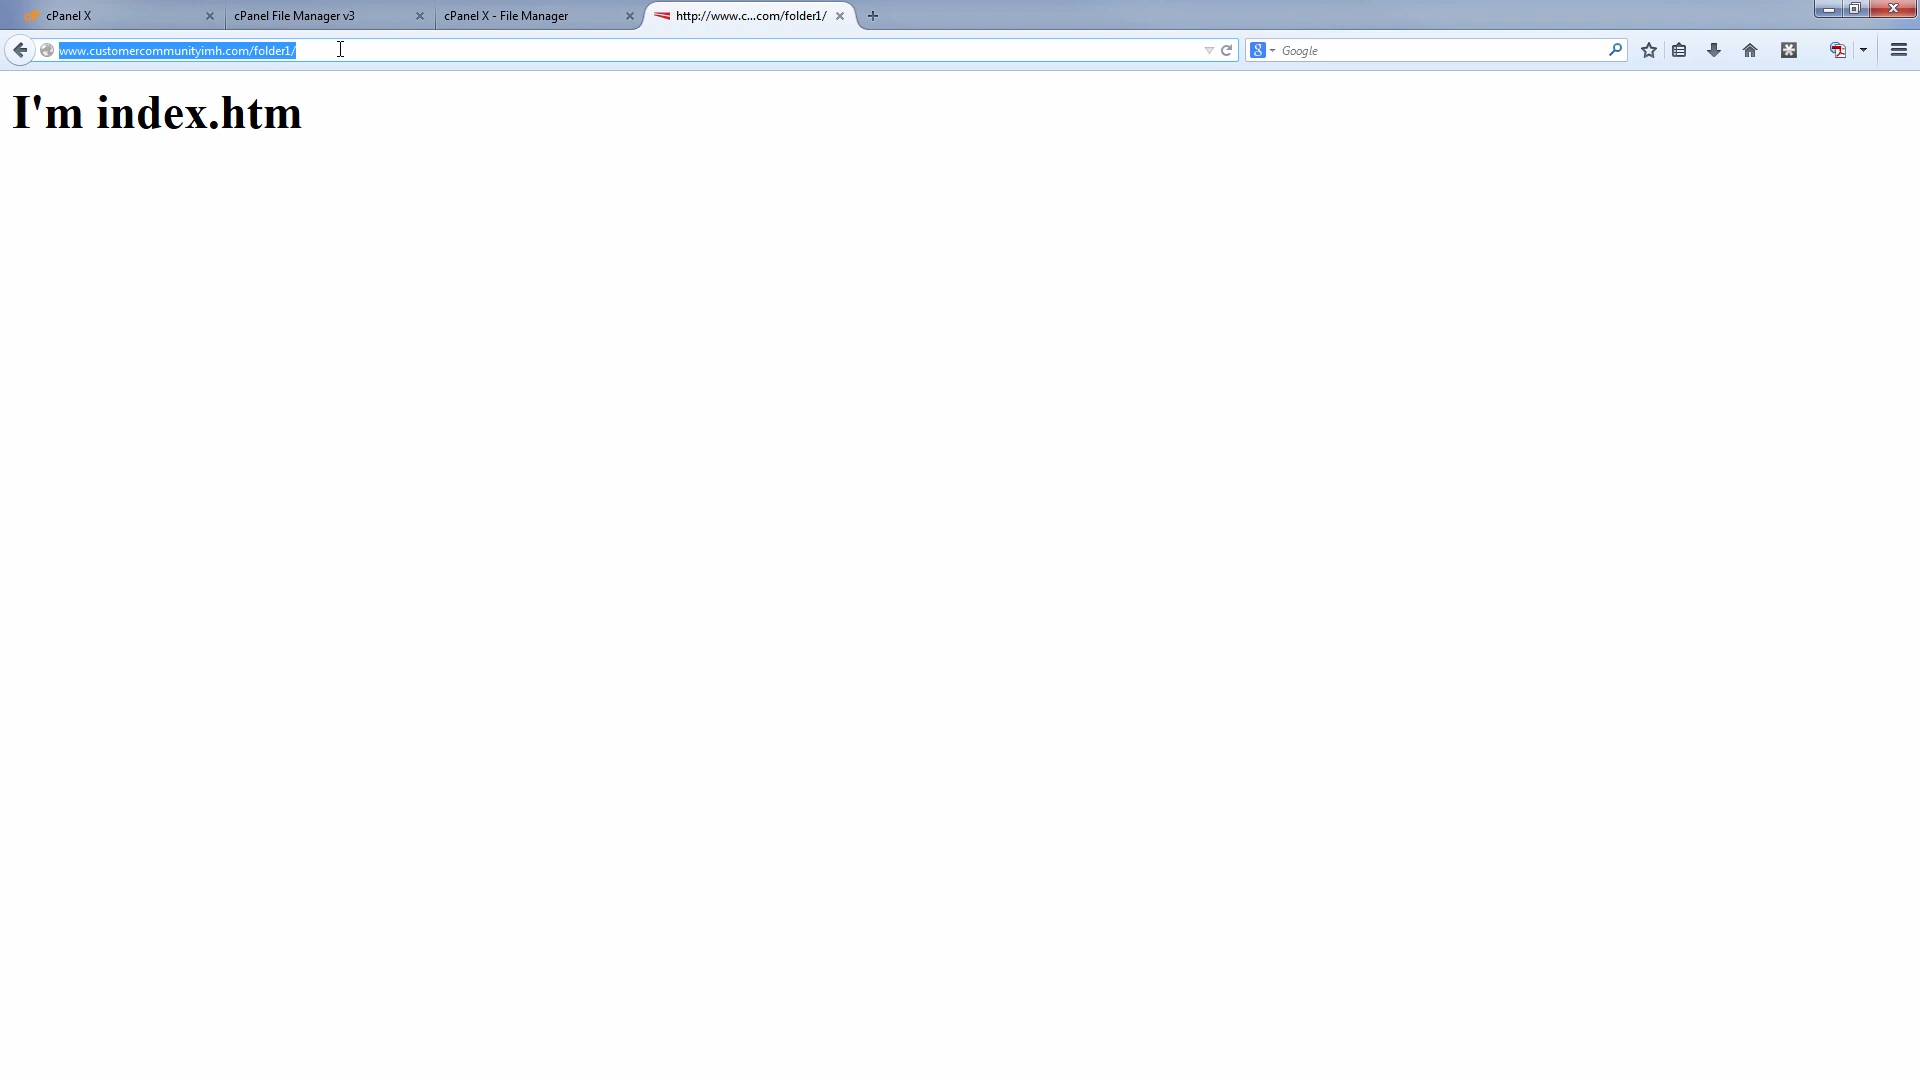 cPanel X
cPanel File Manager v3
cPanel X - File Manager
http://www.c...com/folder1/
www.customercommunityimh.com/folder1/
Google
I'm index.htm